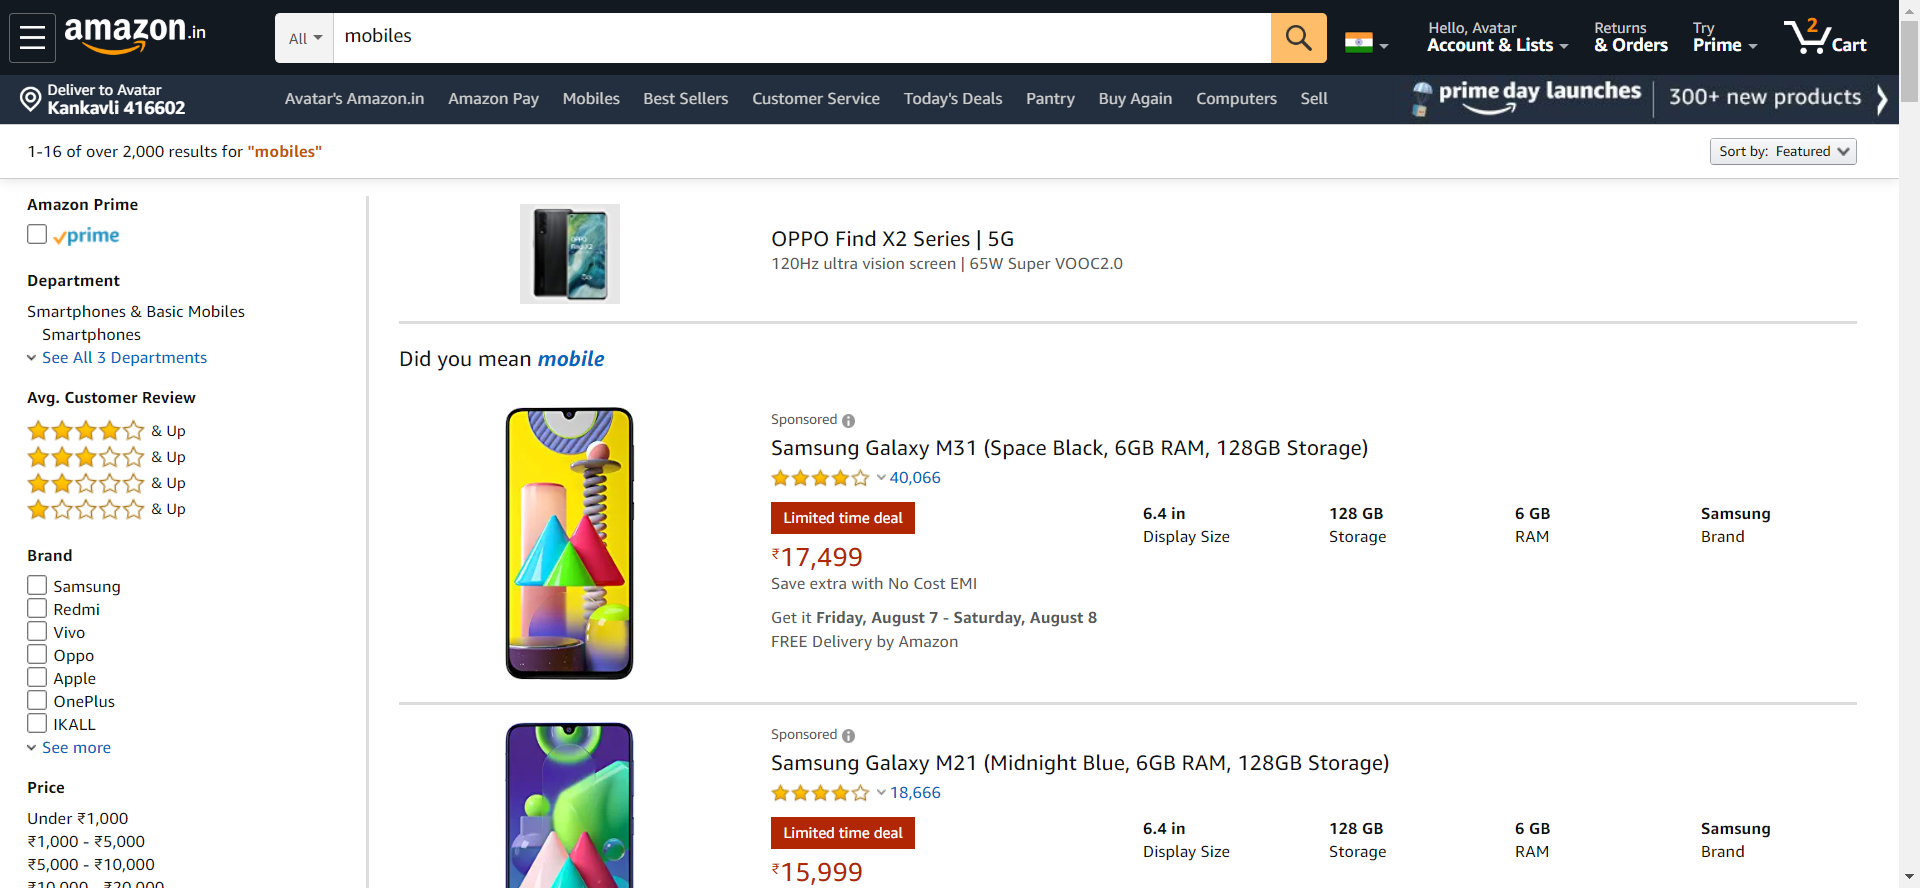 amazon.in
All
mobiles
Hello, Avatar
Account & Lists
Returns
& Orders
Try
Prime
2
Cart
Deliver to Avatar
Kankavli 416602
Avatar's Amazon.in
Amazon Pay
Mobiles
Best Sellers
Customer Service
Today's Deals
Pantry
Buy Again
Computers
Sell
prime day launches
300+ new products
1-16 of over 2,000 results for "mobiles"
Sort by: Featured
Amazon Prime
prime
Department
Smartphones & Basic Mobiles
Smartphones
See All 3 Departments
Avg. Customer Review
& Up
& Up
& Up
& Up
Brand
Samsung
Redmi
Vivo
Oppo
Apple
OnePlus
IKALL
See more
Price
Under ₹1,000
₹1,000 - ₹5,000
₹5,000 - ₹10,000
₹10,000 - ₹20,000
OPPO
Find X2
OPPO Find X2 Series | 5G
120Hz ultra vision screen | 65W Super VOOC2.0
Did you mean mobile
Sponsored
Samsung Galaxy M31 (Space Black, 6GB RAM, 128GB Storage)
40,066
Limited time deal
₹17,499
Save extra with No Cost EMI
Get it Friday, August 7 - Saturday, August 8
FREE Delivery by Amazon
6.4 in
Display Size
128 GB
Storage
6 GB
RAM
Samsung
Brand
Sponsored
Samsung Galaxy M21 (Midnight Blue, 6GB RAM, 128GB Storage)
18,666
Limited time deal
₹15,999
6.4 in
Display Size
128 GB
Storage
6 GB
RAM
Samsung
Brand